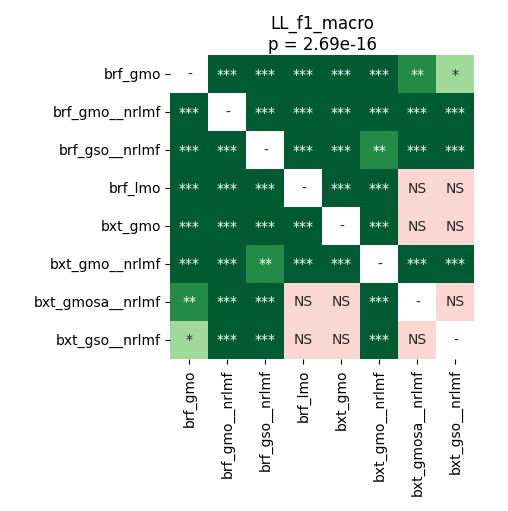 LL_f1_macro
p = 2.69e-16
brf_gmo - *** *** *** *** *** ** *
brf_gmo__nrlmf *** - *** *** *** *** *** ***
brf_gso__nrlmf *** *** - *** *** ** *** ***
brf_lmo *** *** *** - *** *** NS NS
bxt_gmo *** *** *** *** - *** NS NS
bxt_gmo__nrlmf *** *** ** *** *** - *** ***
bxt_gmosa__nrlmf ** *** *** NS NS *** - NS
bxt_gso__nrlmf * *** *** NS NS *** NS -
brf_gmo
brf_gmo__nrlmf
brf_gso__nrlmf
brf_lmo
bxt_gmo
bxt_gmo__nrlmf
bxt_gmosa__nrlmf
bxt_gso__nrlmf